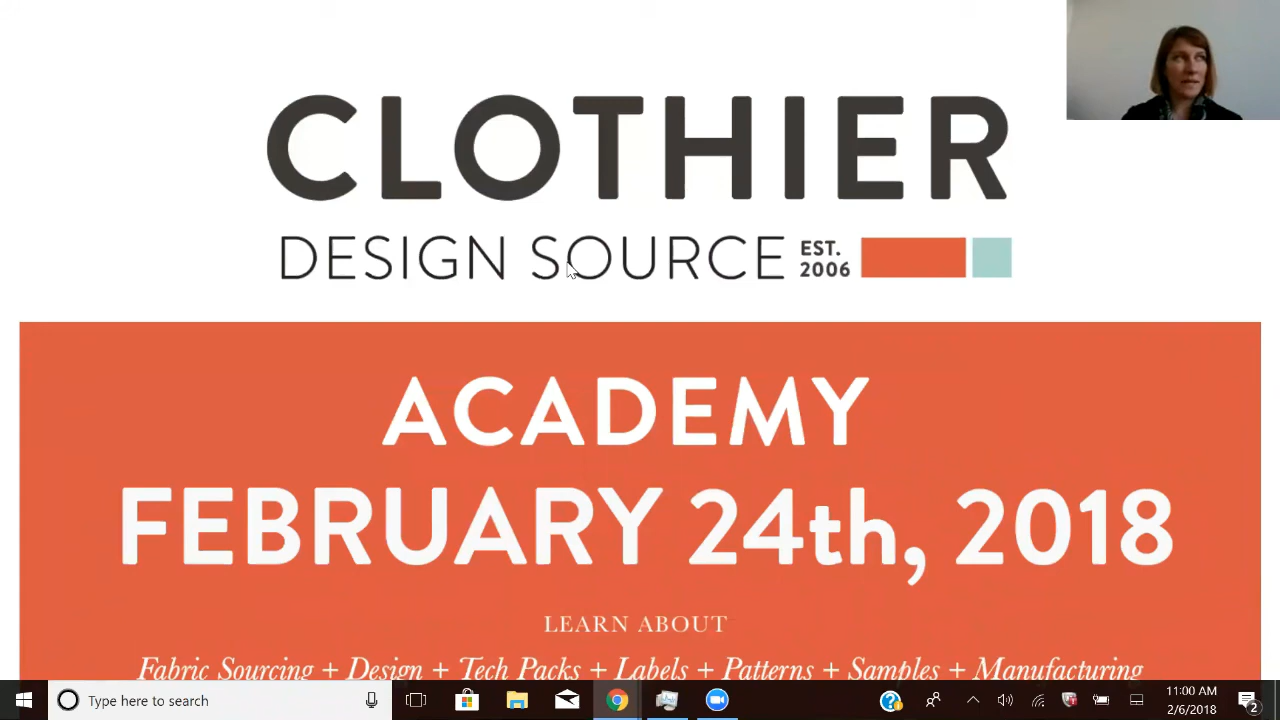 CLOTHIER
DESIGN SOURCE EST. 2006
ACADEMY
FEBRUARY 24th, 2018
LEARN ABOUT
Fabric Sourcing + Design + Tech Packs + Labels + Patterns + Samples + Manufacturing
Type here to search
11:00 AM
2/6/2018
2